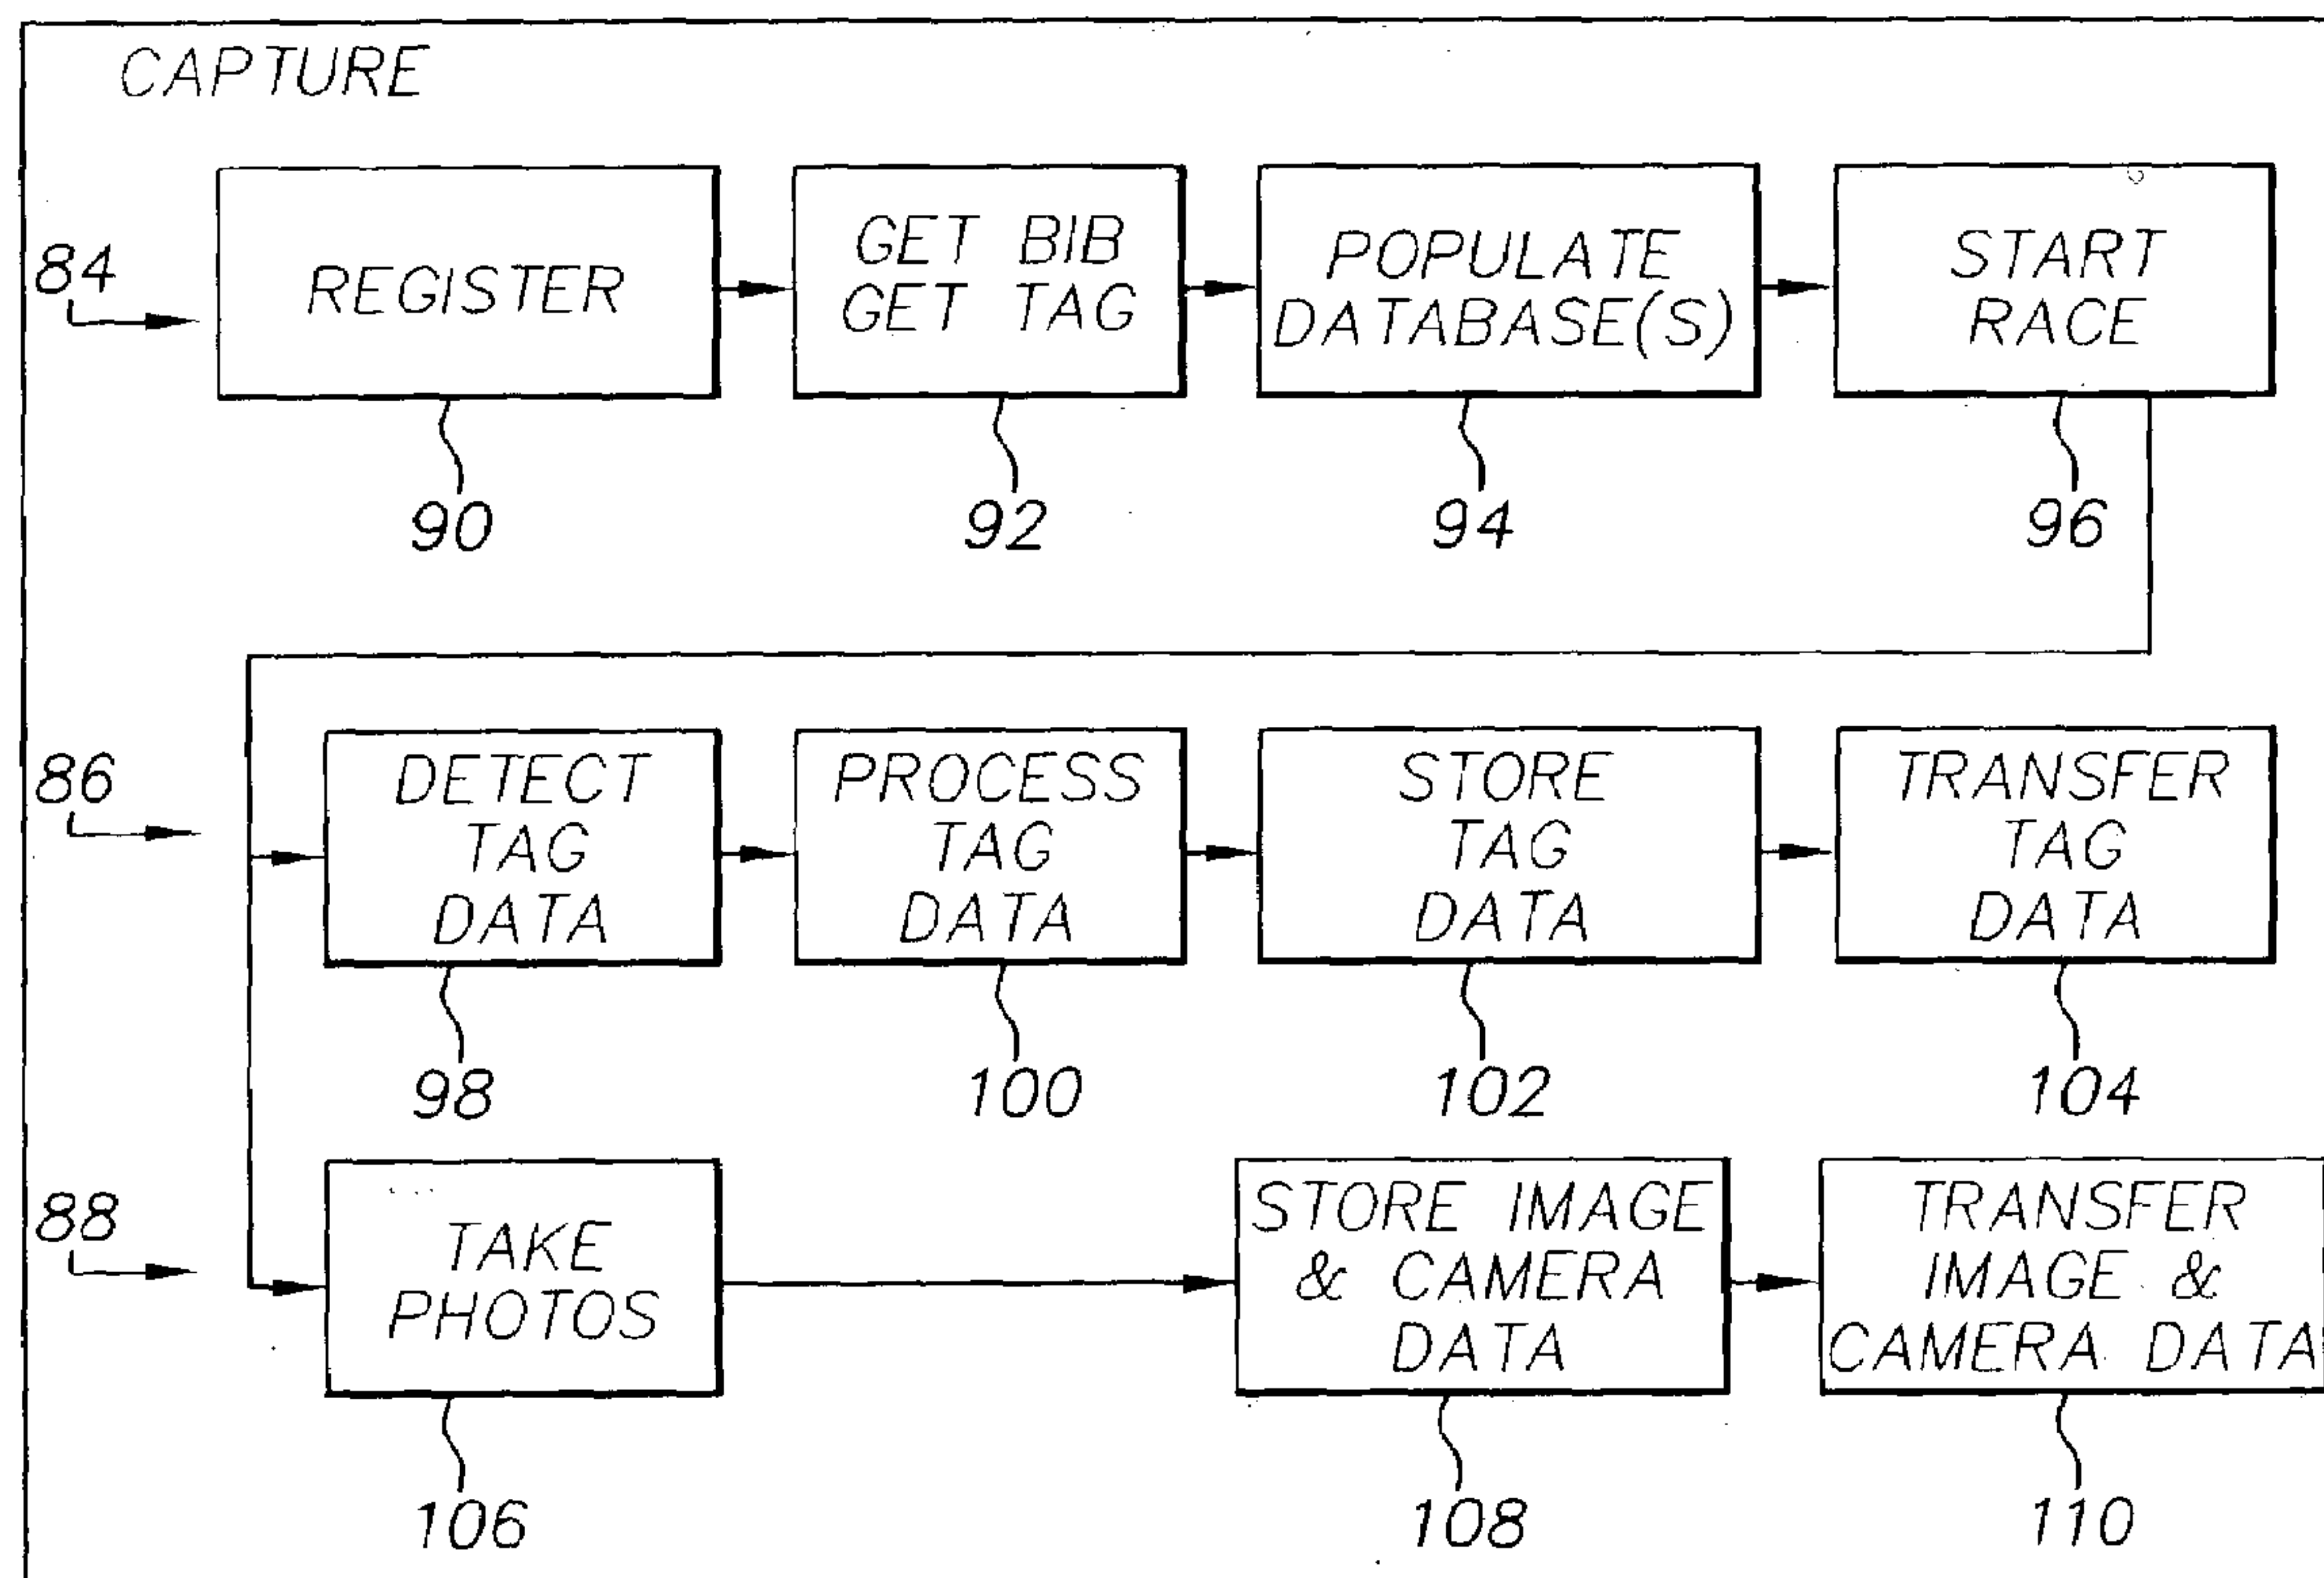 CAPTURE
84
REGISTER
GET BIB
GET TAG
POPULATE
DATABASE(S)
START
RACE
90
92
94
96
86
DETECT
TAG
DATA
PROCESS
TAG
DATA
STORE
TAG
DATA
TRANSFER
TAG
DATA
98
100
102
104
88
TAKE
PHOTOS
STORE IMAGE
& CAMERA
DATA
TRANSFER
IMAGE &
CAMERA DATA
106
108
110